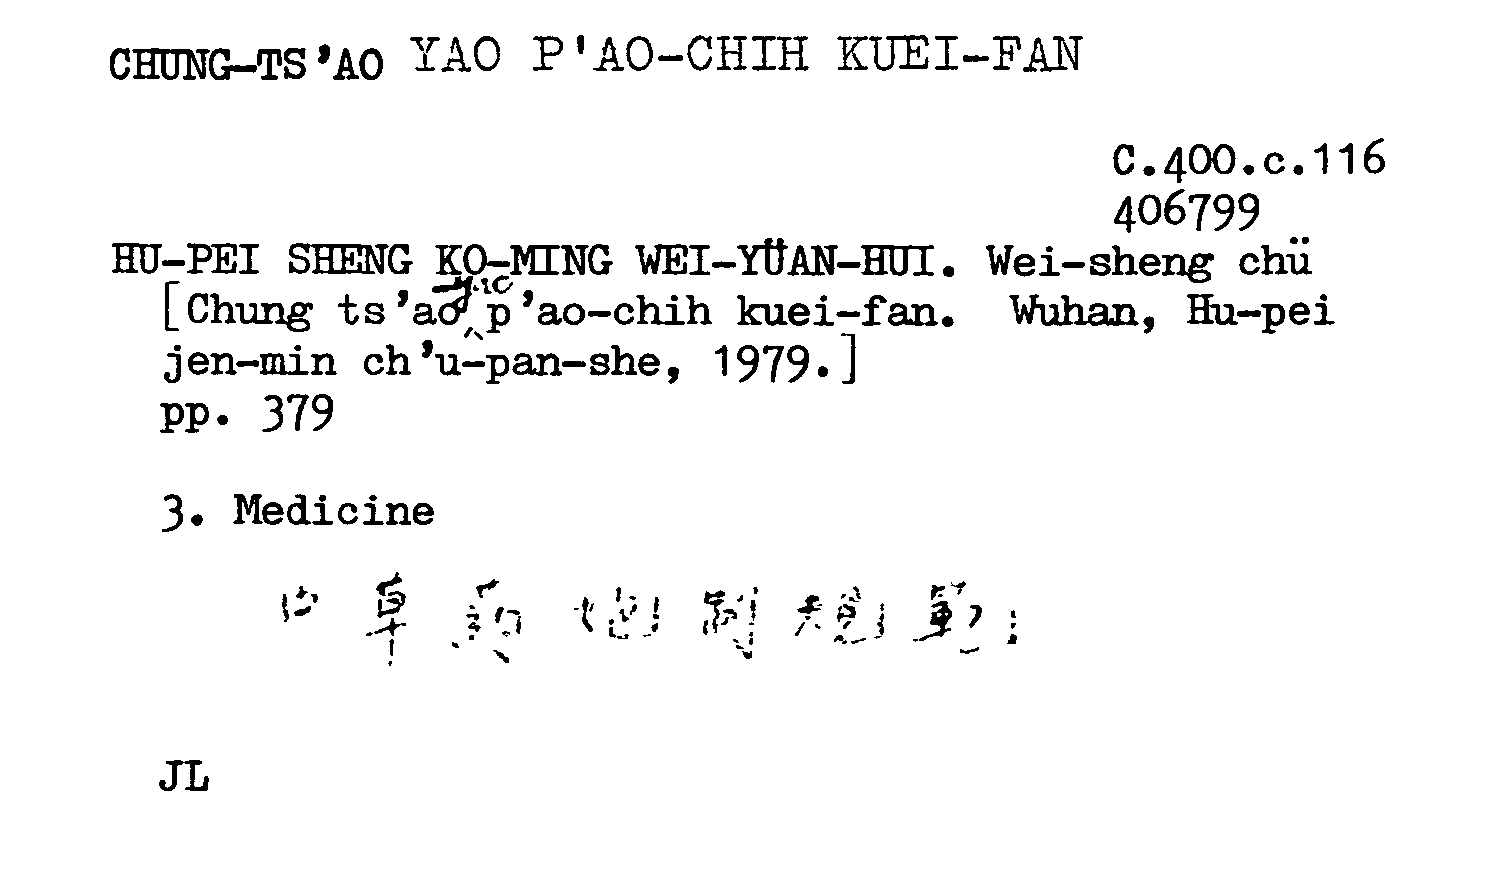 CHUNG-TS'AO YAO P'AO-CHIH KUEI-FAN
C.400.c.116
406799
HU-PEI SHENG KO-MING WEI-YÜAN-HUI. Wei-sheng chü
[Chung ts'ao yao p'ao-chih kuei-fan. Wuhan, Hu-pei
jen-min ch'u-pan-she, 1979.]
pp. 379
3. Medicine
中草药炮制规范
JL